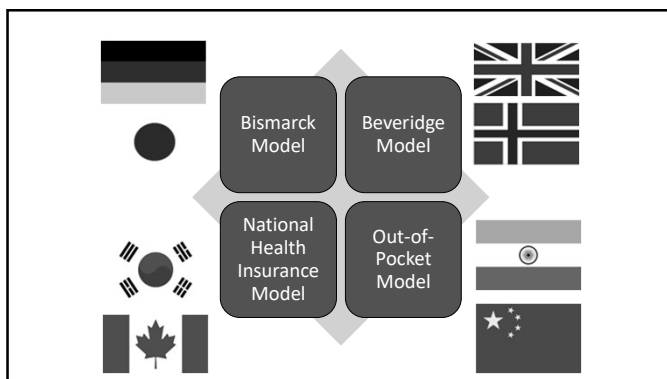 Bismarck
Model
Beveridge
Model
National
Health
Insurance
Model
Out-of-
Pocket
Model